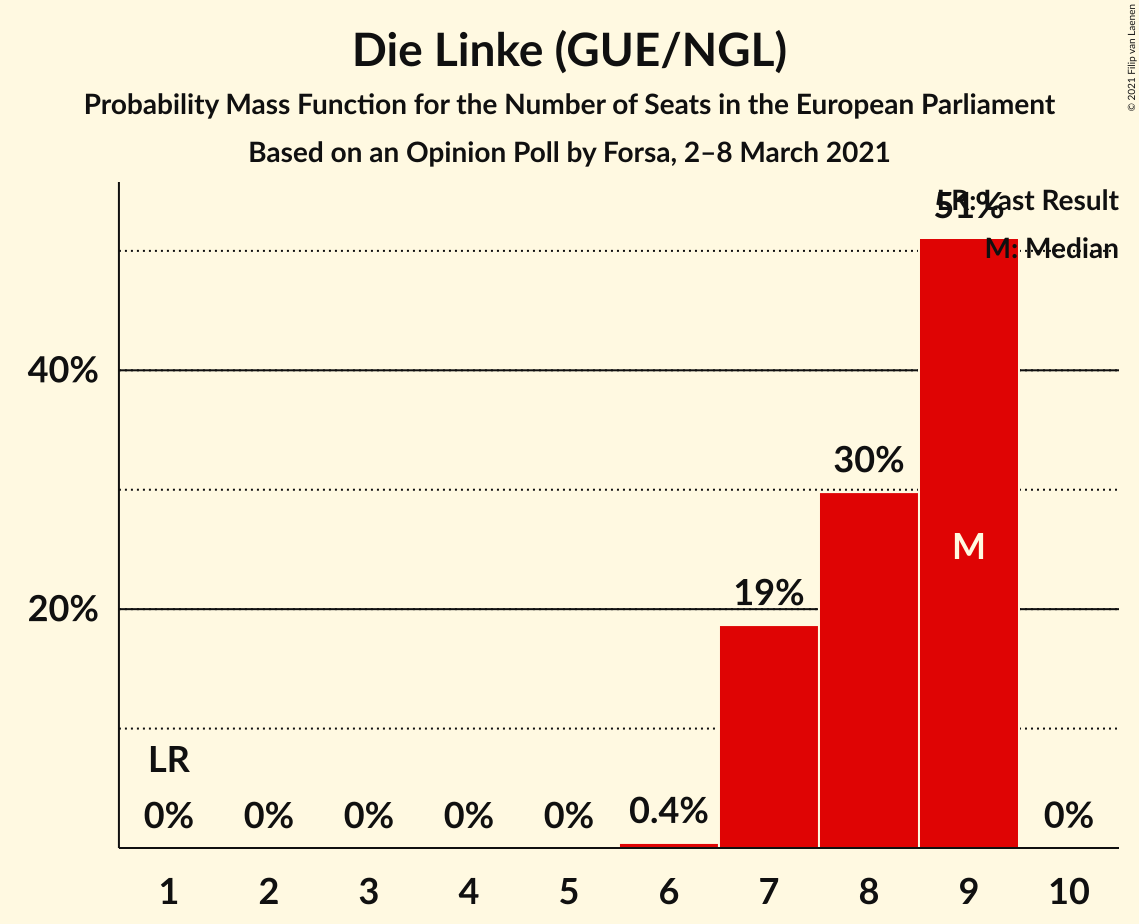 Die Linke (GUE/NGL)
Probability Mass Function for the Number of Seats in the European Parliament
Based on an Opinion Poll by Forsa, 2–8 March 2021
© 2021 Filip van Laenen
LR: Last Result
M: Median
51%
40%
30%
M
19%
20%
LR
0% 0% 0% 0% 0% 0.4% 0%
1 2 3 4 5 6 7 8 9 10